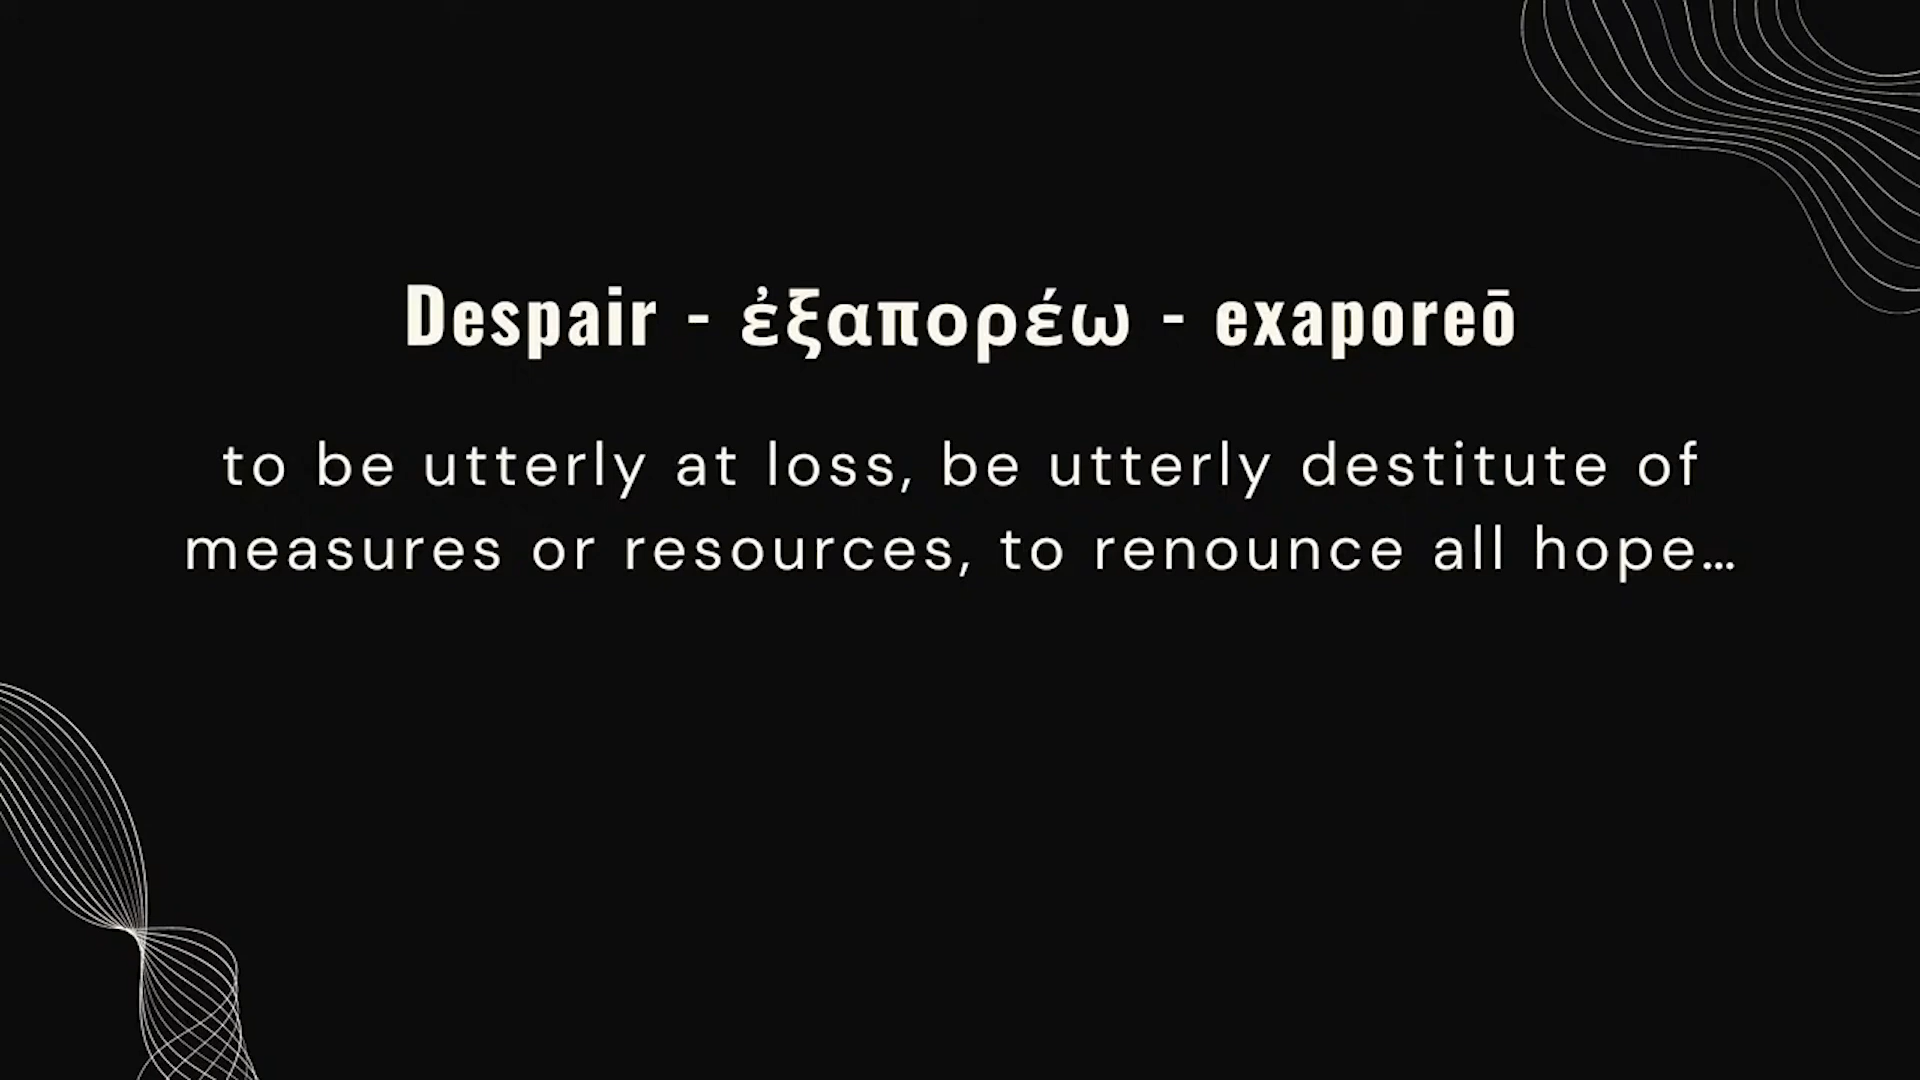 Despair - ἐξαπορέω - exaporeō
to be utterly at loss, be utterly destitute of
measures or resources, to renounce all hope…